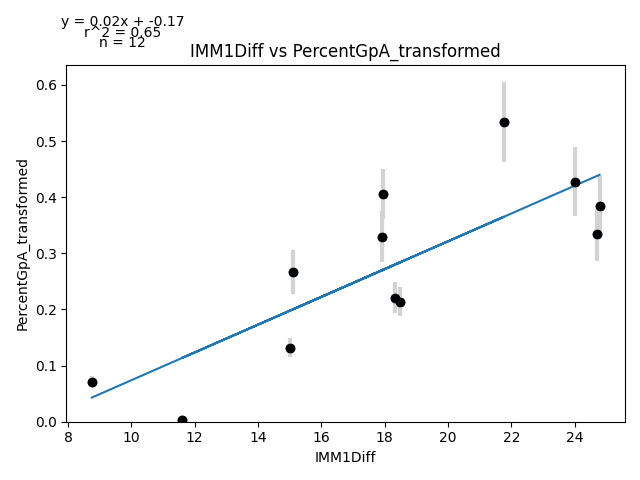 y = 0.02x + -0.17
r^2 = 0.65
n = 12
IMM1Diff vs PercentGpA_transformed
PercentGpA_transformed
0.6
0.5
0.4
0.3
0.2
0.1
0.0
8 10 12 14 16 18 20 22 24
IMM1Diff